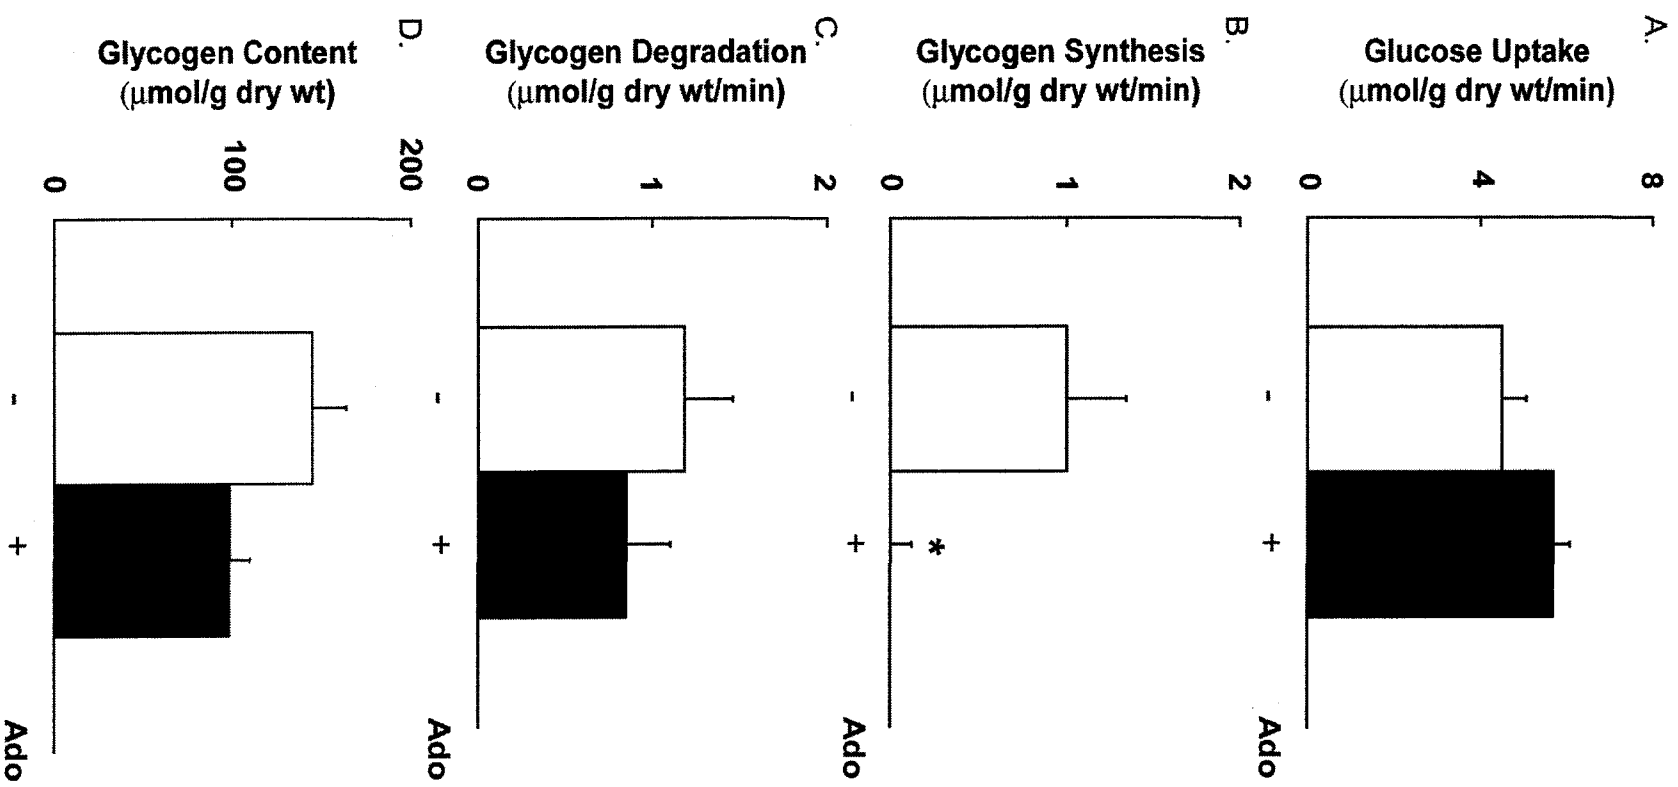 A.
Glucose Uptake
(μmol/g dry wt/min)
8
4
0
- + Ado
B.
Glycogen Synthesis
(μmol/g dry wt/min)
2
1
0
*
- + Ado
C.
Glycogen Degradation
(μmol/g dry wt/min)
2
1
0
- + Ado
D.
Glycogen Content
(μmol/g dry wt)
200
100
0
- + Ado